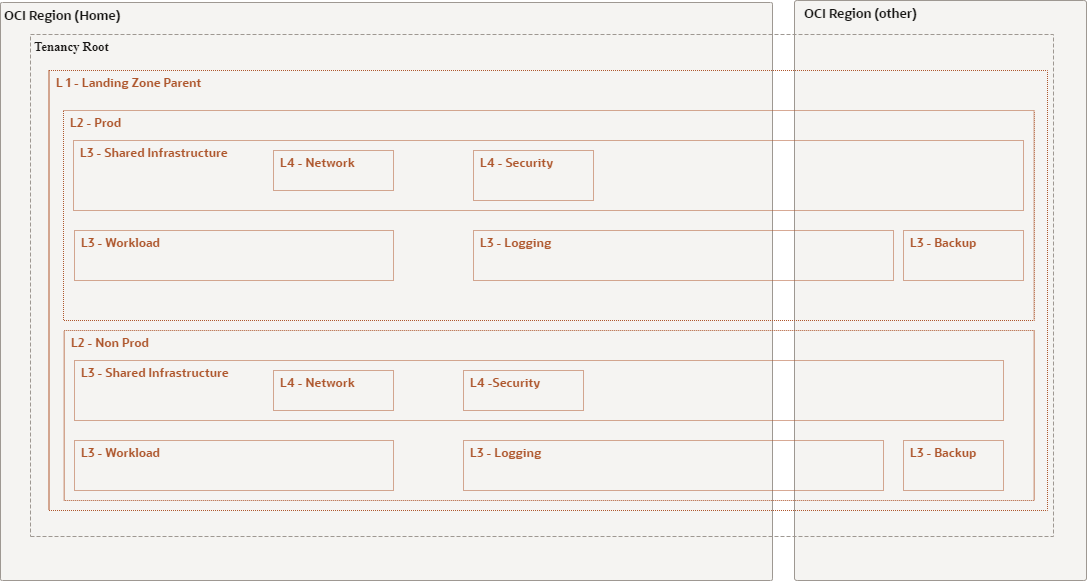 OCI Region (Home)
OCI Region (other)
Tenancy Root
L 1 - Landing Zone Parent
L2 - Prod
L3 - Shared Infrastructure
L4 - Network
L4 - Security
L3 - Workload
L3 - Logging
L3 - Backup
L2 - Non Prod
L3 - Shared Infrastructure
L4 - Network
L4 -Security
L3 - Workload
L3 - Logging
L3 - Backup